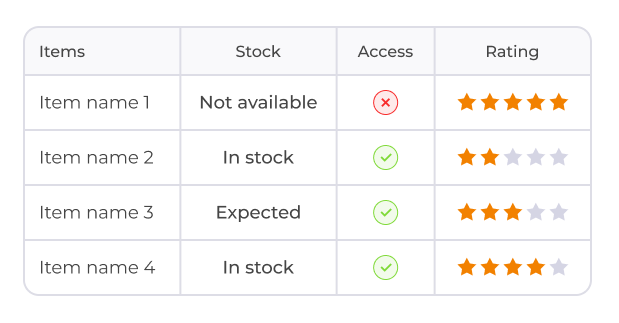 Items Stock Access Rating
Item name 1 Not available
Item name 2 In stock
Item name 3 Expected
Item name 4 In stock